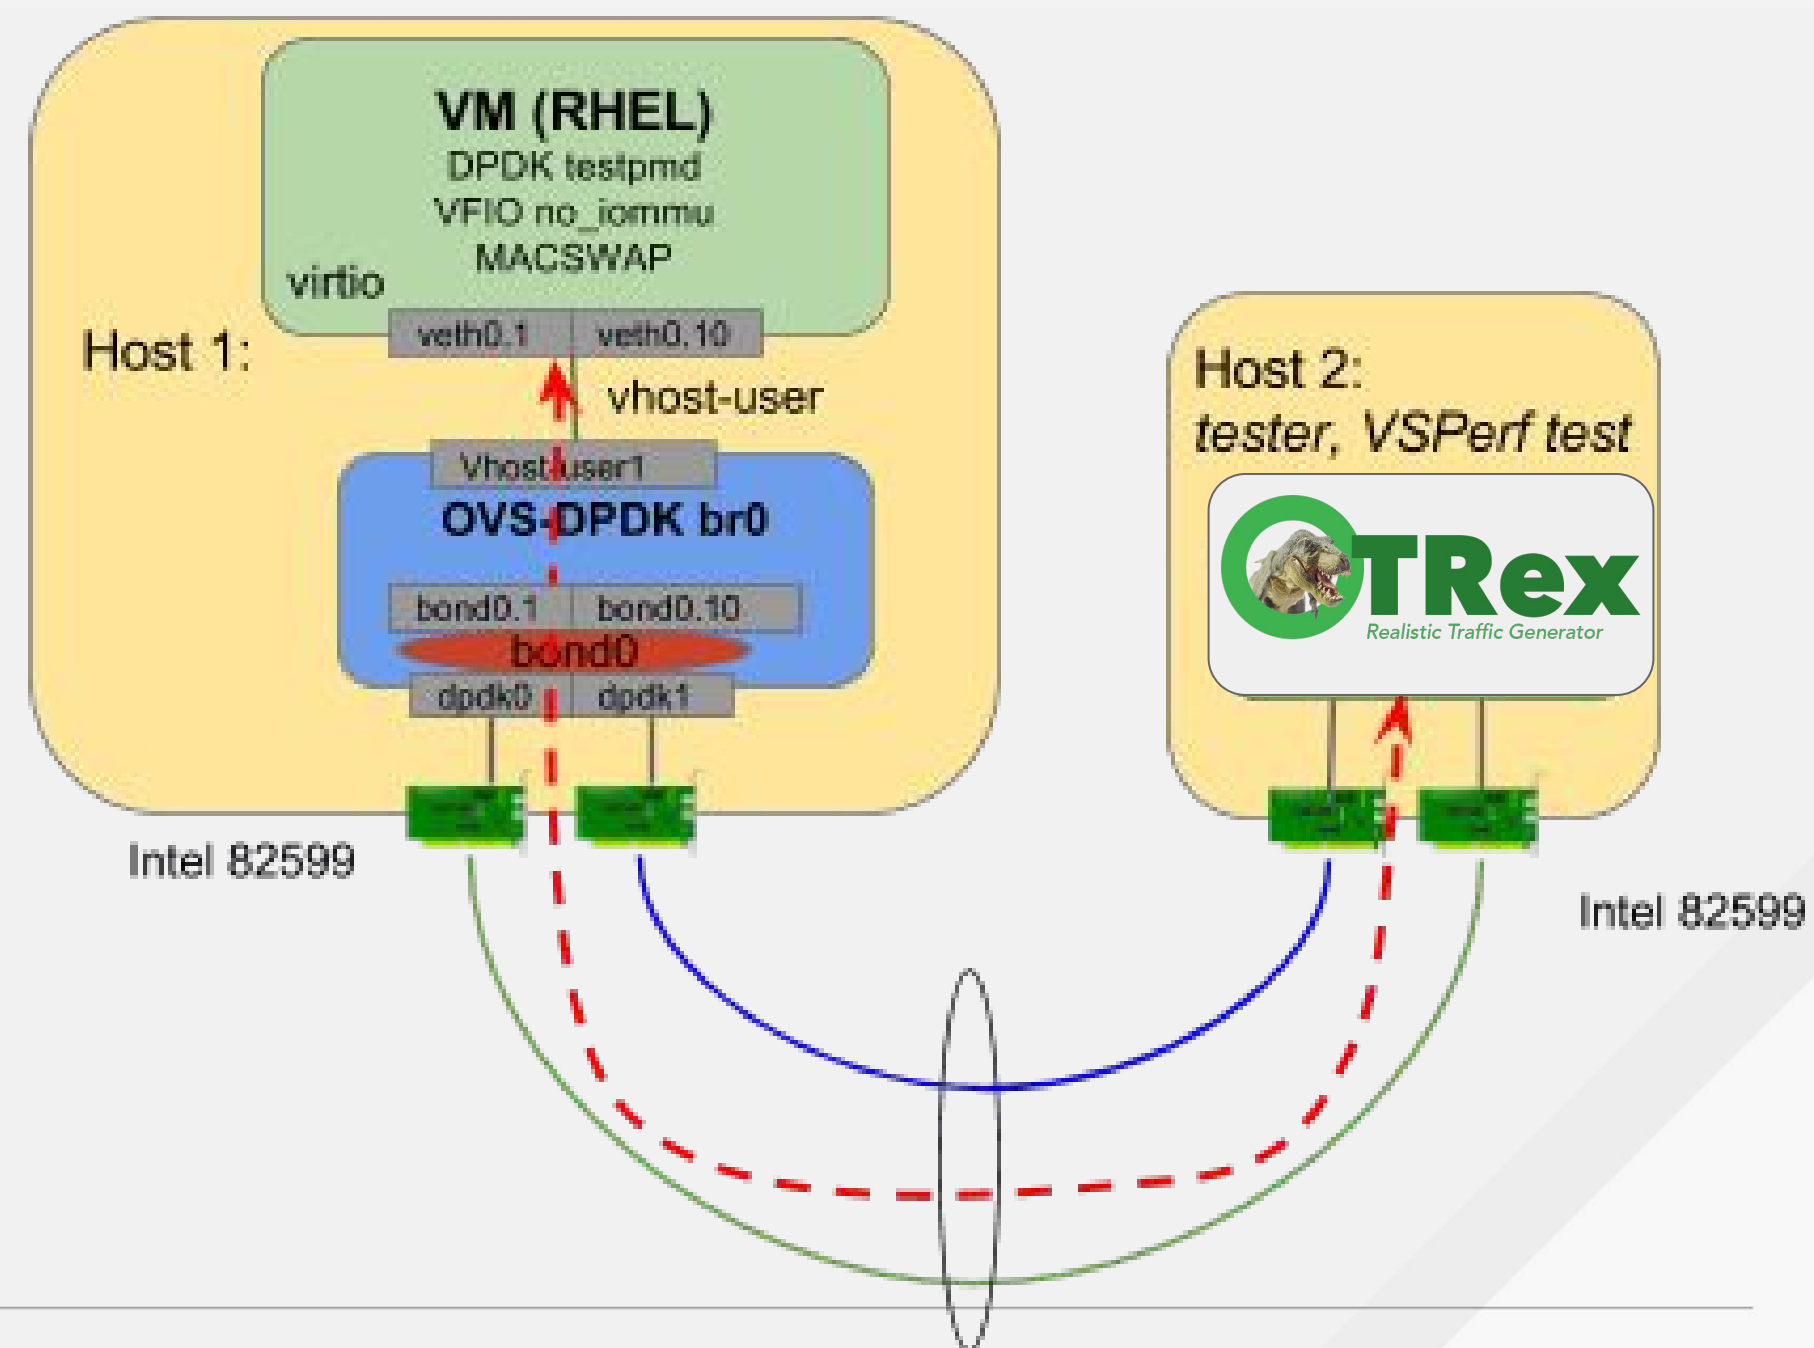 VM (RHEL)
DPDK testpmd
VFIO no_iommu
MACSWAP
virtio
veth0.1 veth0.10
Host 1:
vhost-user
Vhost-user1
OVS-DPDK br0
bond0.1 bond0.10
bond0
dpdk0 dpdk1
Intel 82599
Host 2:
tester, VSPerf test
TRex
Realistic Traffic Generator
Intel 82599